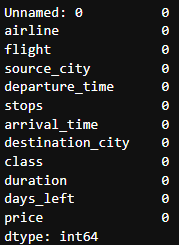 Unnamed: 0 0
airline 0
flight 0
source_city 0
departure_time 0
stops 0
arrival_time 0
destination_city 0
class 0
duration 0
days_left 0
price 0
dtype: int64